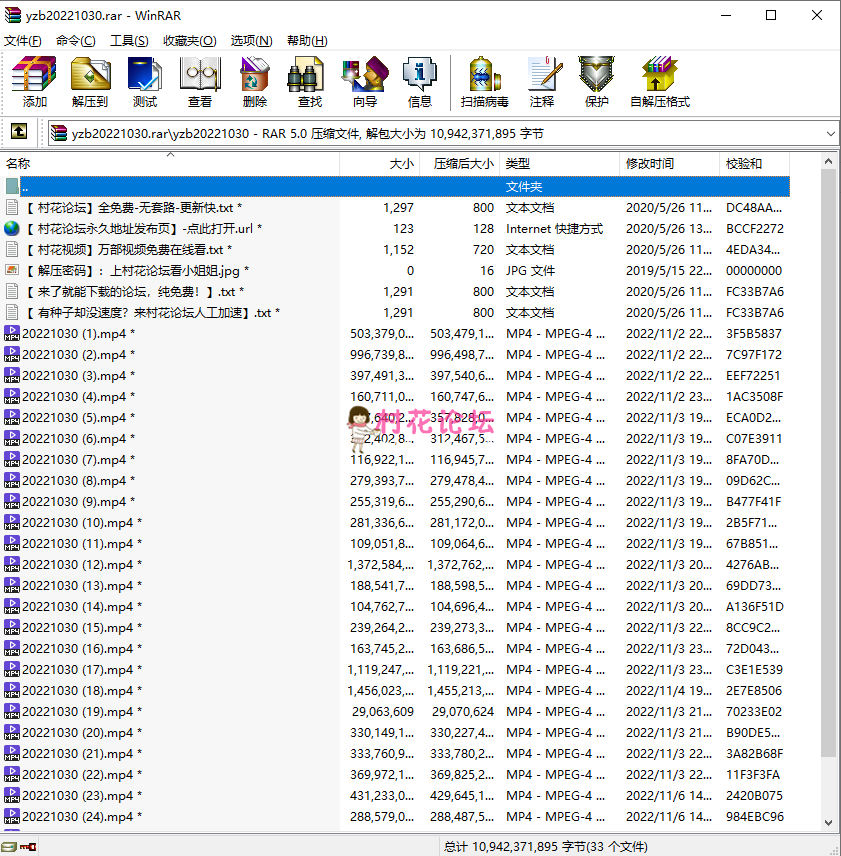 yzb20221030.rar - WinRAR
文件(F) 命令(C) 工具(S) 收藏夹(O) 选项(N) 帮助(H)
添加 解压到 测试 查看 删除 查找 向导 信息 扫描病毒 注释 保护 自解压格式
yzb20221030.rar\yzb20221030 - RAR 5.0 压缩文件, 解包大小为 10,942,371,895 字节
名称 大小 压缩后大小 类型 修改时间 校验和
.. 文件夹
【 村花论坛】全免费-无套路-更新快.txt * 1,297 800 文本文档 2020/5/26 11... DC48AA...
【 村花论坛永久地址发布页】-点此打开.url * 123 128 Internet 快捷方式 2020/5/26 13... BCCF2272
【 村花视频】万部视频免费在线看.txt * 1,152 720 文本文档 2020/5/26 11... 4EDA34...
【 解压密码】：上村花论坛看小姐姐.jpg * 0 16 JPG 文件 2019/5/15 22... 00000000
【 来了就能下载的论坛，纯免费！】.txt * 1,291 800 文本文档 2020/5/26 11... FC33B7A6
【 有种子却没速度？来村花论坛人工加速】.txt * 1,291 800 文本文档 2020/5/26 11... FC33B7A6
20221030 (1).mp4 * 503,379,0... 503,479,1... MP4 - MPEG-4 ... 2022/11/2 22... 3F5B5837
20221030 (2).mp4 * 996,739,8... 996,498,7... MP4 - MPEG-4 ... 2022/11/2 22... 7C97F172
20221030 (3).mp4 * 397,491,3... 397,540,6... MP4 - MPEG-4 ... 2022/11/2 22... EEF72251
20221030 (4).mp4 * 160,711,0... 160,747,6... MP4 - MPEG-4 ... 2022/11/2 23... 1AC3508F
20221030 (5).mp4 * 357,828,0... MP4 - MPEG-4 ... 2022/11/3 19... ECA0D2...
村花论坛
20221030 (6).mp4 * 312,467,5... MP4 - MPEG-4 ... 2022/11/3 19... C07E3911
20221030 (7).mp4 * 116,922,1... 116,945,7... MP4 - MPEG-4 ... 2022/11/3 19... 8FA70D...
20221030 (8).mp4 * 279,393,7... 279,478,4... MP4 - MPEG-4 ... 2022/11/3 19... 09D62C...
20221030 (9).mp4 * 255,319,6... 255,290,6... MP4 - MPEG-4 ... 2022/11/3 19... B477F41F
20221030 (10).mp4 * 281,336,6... 281,172,0... MP4 - MPEG-4 ... 2022/11/3 19... 2B5F71...
20221030 (11).mp4 * 109,051,8... 109,064,6... MP4 - MPEG-4 ... 2022/11/3 19... 67B851...
20221030 (12).mp4 * 1,372,584,... 1,372,762,... MP4 - MPEG-4 ... 2022/11/3 20... 4276AB...
20221030 (13).mp4 * 188,541,7... 188,598,5... MP4 - MPEG-4 ... 2022/11/3 20... 69DD73...
20221030 (14).mp4 * 104,762,7... 104,696,4... MP4 - MPEG-4 ... 2022/11/3 20... A136F51D
20221030 (15).mp4 * 239,264,2... 239,273,3... MP4 - MPEG-4 ... 2022/11/3 22... 8CC9C2...
20221030 (16).mp4 * 163,745,2... 163,686,5... MP4 - MPEG-4 ... 2022/11/3 23... 72D043...
20221030 (17).mp4 * 1,119,247,... 1,119,221,... MP4 - MPEG-4 ... 2022/11/3 23... C3E1E539
20221030 (18).mp4 * 1,456,023,... 1,455,213,... MP4 - MPEG-4 ... 2022/11/4 19... 2E7E8506
20221030 (19).mp4 * 29,063,609 29,070,624 MP4 - MPEG-4 ... 2022/11/3 21... 70233E02
20221030 (20).mp4 * 330,149,1... 330,227,4... MP4 - MPEG-4 ... 2022/11/3 21... B90DE5...
20221030 (21).mp4 * 333,760,9... 333,780,2... MP4 - MPEG-4 ... 2022/11/3 22... 3A82B68F
20221030 (22).mp4 * 369,972,1... 369,825,2... MP4 - MPEG-4 ... 2022/11/3 22... 11F3F3FA
20221030 (23).mp4 * 431,233,0... 429,645,1... MP4 - MPEG-4 ... 2022/11/6 14... 2420B075
20221030 (24).mp4 * 288,579,0... 288,487,5... MP4 - MPEG-4 ... 2022/11/6 14... 984EBC96
总计 10,942,371,895 字节(33 个文件)